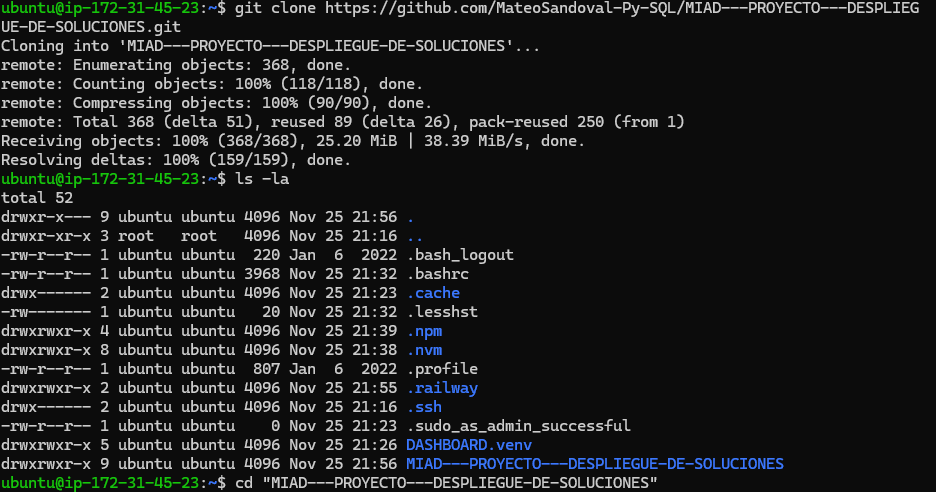 ubuntu@ip-172-31-45-23:~$ git clone https://github.com/MateoSandoval-Py-SQL/MIAD---PROYECTO---DESPLIEG
UE-DE-SOLUCIONES.git
Cloning into 'MIAD---PROYECTO---DESPLIEGUE-DE-SOLUCIONES'...
remote: Enumerating objects: 368, done.
remote: Counting objects: 100% (118/118), done.
remote: Compressing objects: 100% (90/90), done.
remote: Total 368 (delta 51), reused 89 (delta 26), pack-reused 250 (from 1)
Receiving objects: 100% (368/368), 25.20 MiB | 38.39 MiB/s, done.
Resolving deltas: 100% (159/159), done.
ubuntu@ip-172-31-45-23:~$ ls -la
total 52
drwxr-x--- 9 ubuntu ubuntu 4096 Nov 25 21:56 .
drwxr-xr-x 3 root   root   4096 Nov 25 21:16 ..
-rw-r--r-- 1 ubuntu ubuntu  220 Jan  6  2022 .bash_logout
-rw-r--r-- 1 ubuntu ubuntu 3968 Nov 25 21:32 .bashrc
drwx------ 2 ubuntu ubuntu 4096 Nov 25 21:23 .cache
-rw------- 1 ubuntu ubuntu   20 Nov 25 21:32 .lesshst
drwxrwxr-x 4 ubuntu ubuntu 4096 Nov 25 21:39 .npm
drwxrwxr-x 8 ubuntu ubuntu 4096 Nov 25 21:38 .nvm
-rw-r--r-- 1 ubuntu ubuntu  807 Jan  6  2022 .profile
drwxrwxr-x 2 ubuntu ubuntu 4096 Nov 25 21:55 .railway
drwx------ 2 ubuntu ubuntu 4096 Nov 25 21:16 .ssh
-rw-r--r-- 1 ubuntu ubuntu    0 Nov 25 21:23 .sudo_as_admin_successful
drwxrwxr-x 5 ubuntu ubuntu 4096 Nov 25 21:26 DASHBOARD.venv
drwxrwxr-x 9 ubuntu ubuntu 4096 Nov 25 21:56 MIAD---PROYECTO---DESPLIEGUE-DE-SOLUCIONES
ubuntu@ip-172-31-45-23:~$ cd "MIAD---PROYECTO---DESPLIEGUE-DE-SOLUCIONES"